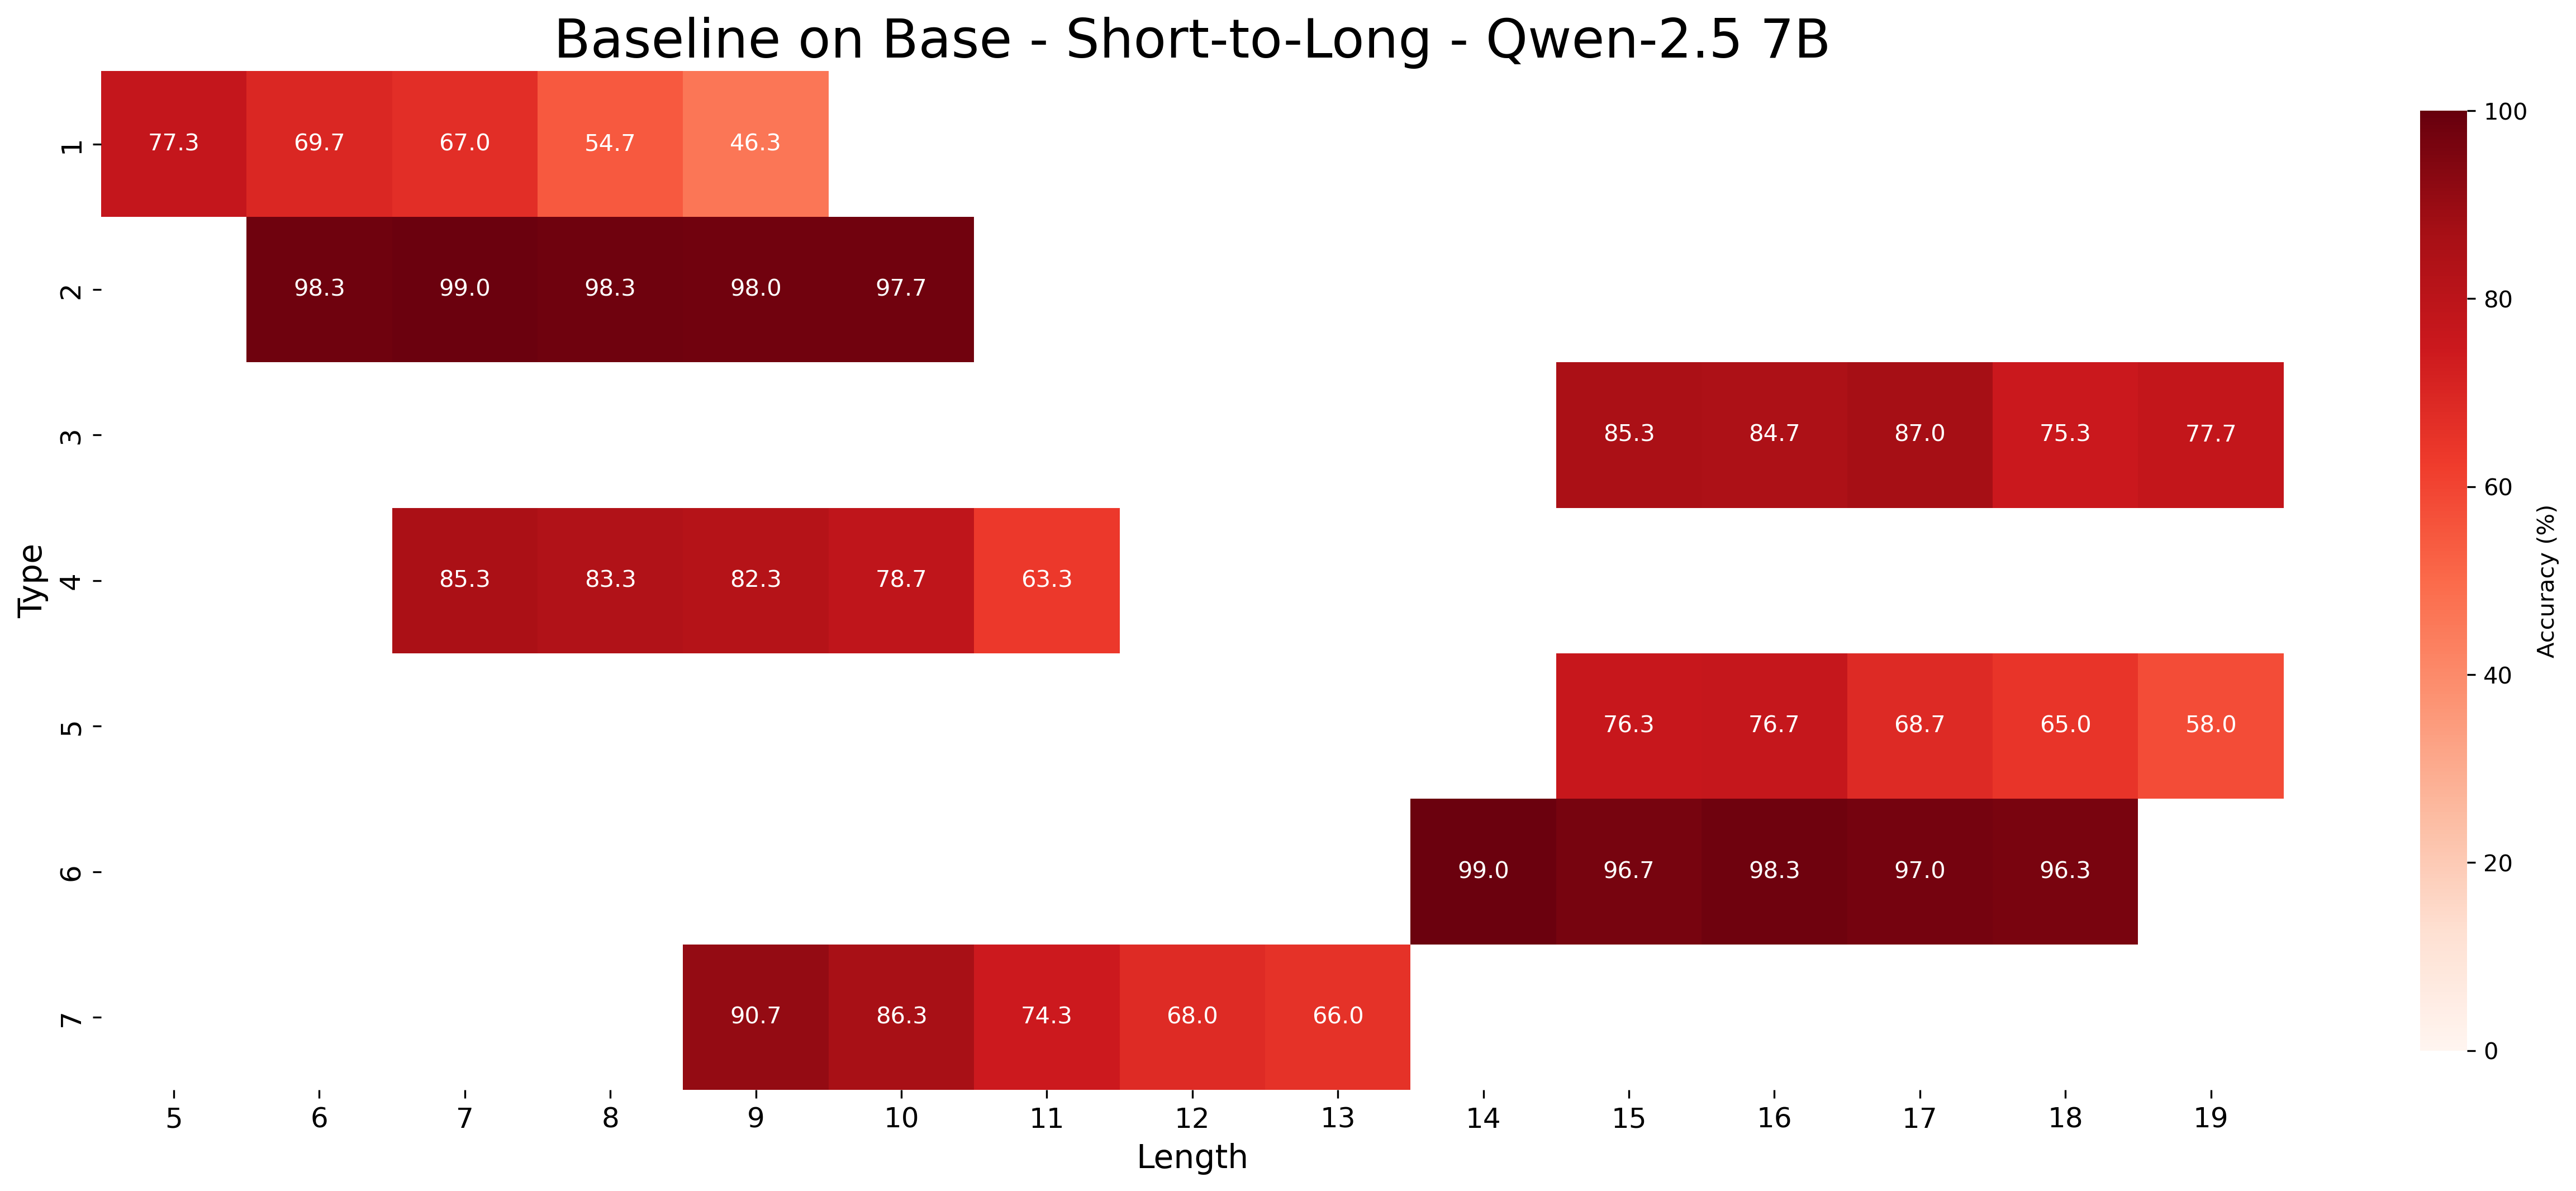 Baseline on Base - Short-to-Long - Qwen-2.5 7B
1 77.3 69.7 67.0 54.7 46.3
2 98.3 99.0 98.3 98.0 97.7
3 85.3 84.7 87.0 75.3 77.7
4 85.3 83.3 82.3 78.7 63.3
5 76.3 76.7 68.7 65.0 58.0
6 99.0 96.7 98.3 97.0 96.3
7 90.7 86.3 74.3 68.0 66.0
Type
5 6 7 8 9 10 11 12 13 14 15 16 17 18 19
Length
100
80
60
40
20
0
Accuracy (%)